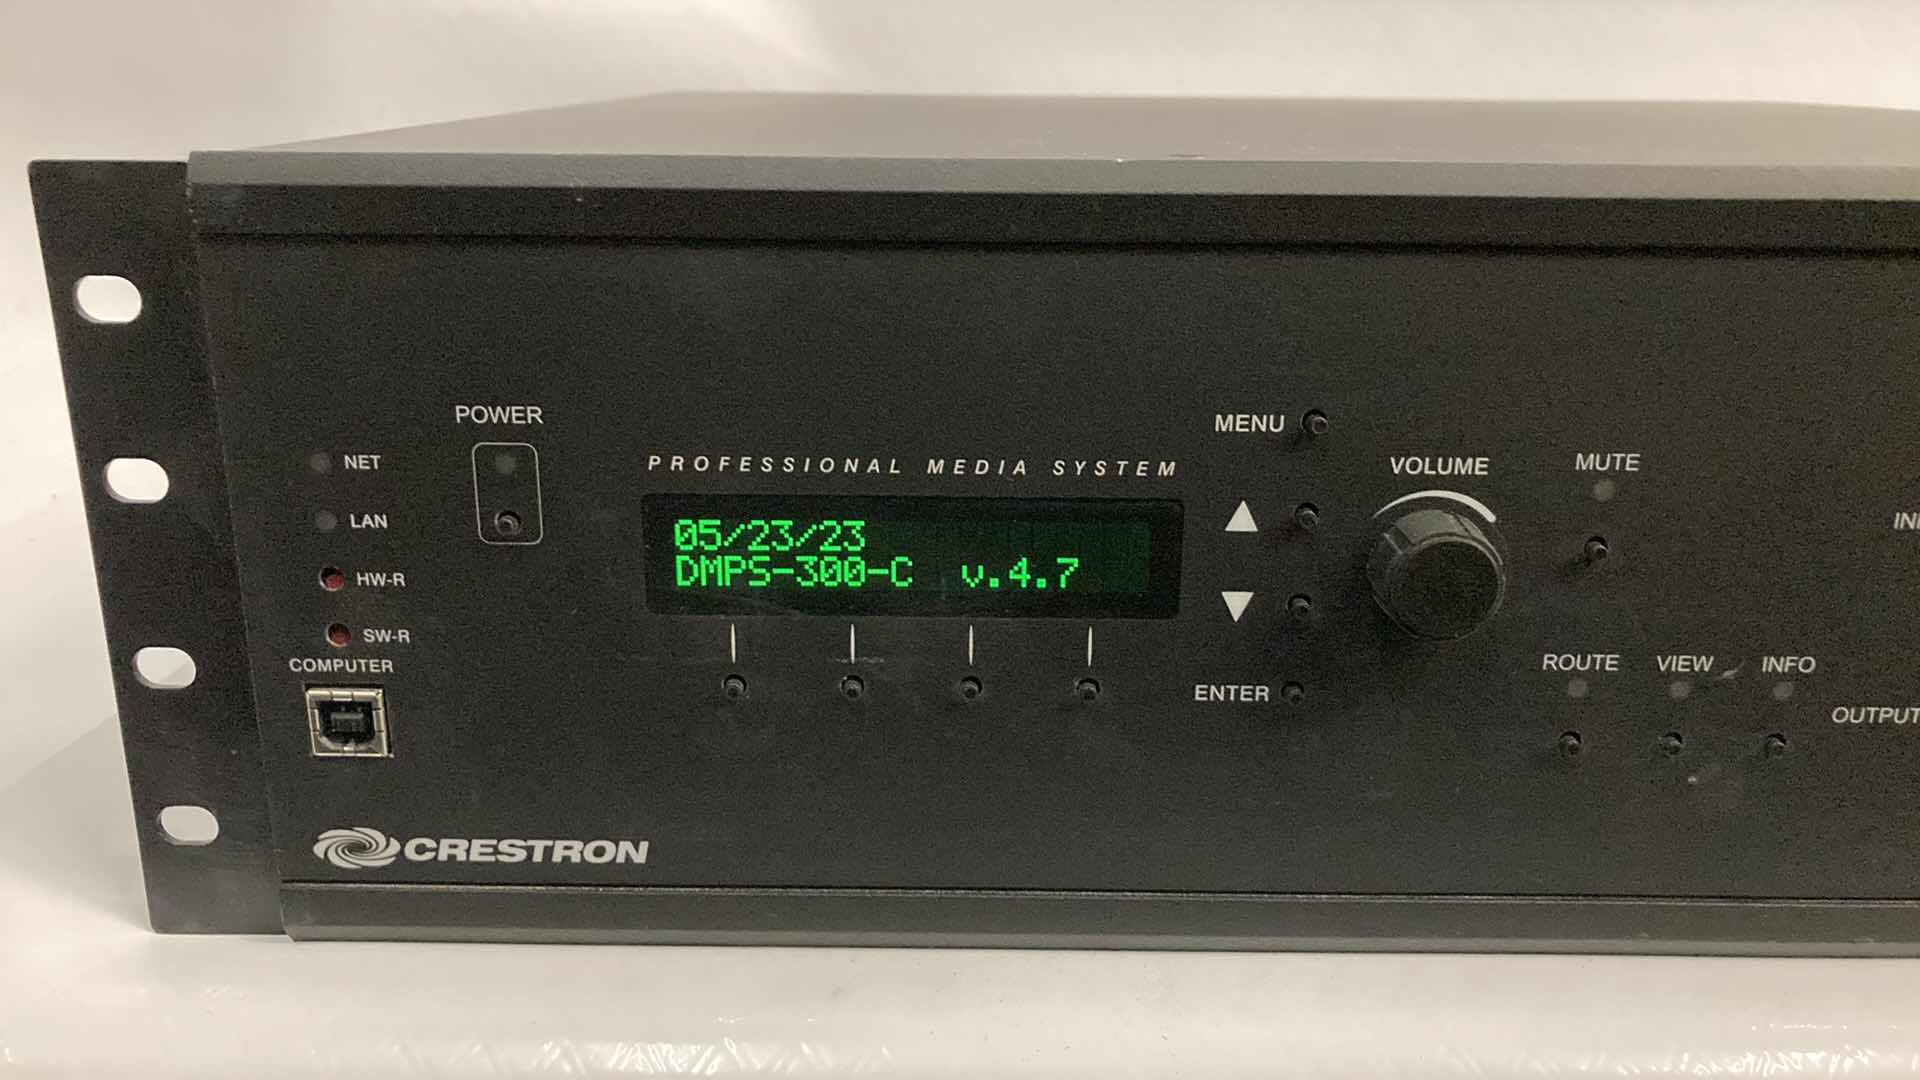 POWER
NET
LAN
HW-R
SW-R
COMPUTER
PROFESSIONAL MEDIA SYSTEM
05/23/23
DMPS-300-C v.4.7
MENU
ENTER
VOLUME
MUTE
ROUTE VIEW INFO
OUTPUT
CRESTRON